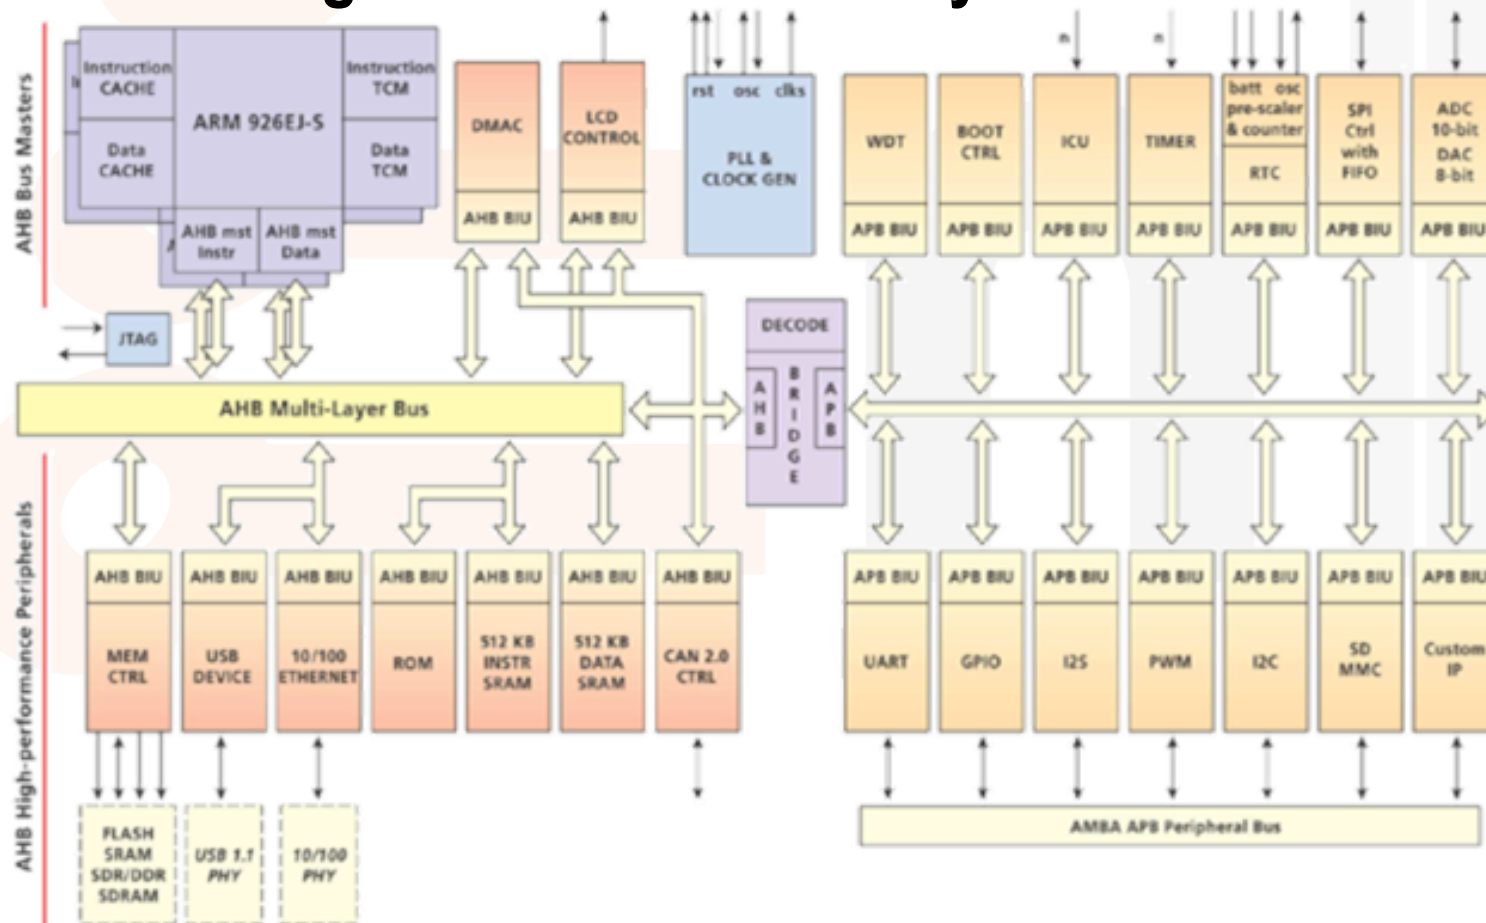 AHB Bus Masters
Instruction
CACHE
Data
CACHE
ARM 926EJ-S
Instruction
TCM
Data
TCM
AHB mst
Instr
AHB mst
Data
DMAC
AHB BIU
LCD
CONTROL
AHB BIU
rst osc clks
PLL &
CLOCK GEN
WDT
APB BIU
BOOT
CTRL
APB BIU
n
ICU
APB BIU
n
TIMER
APB BIU
batt osc
pre-scaler
& counter
RTC
APB BIU
SPI
Ctrl
with
FIFO
APB BIU
ADC
10-bit
DAC
8-bit
APB BIU
JTAG
AHB Multi-Layer Bus
DECODE
AHB
BRIDGE
APB
AHB High-performance Peripherals
AHB BIU
MEM
CTRL
AHB BIU
USB
DEVICE
AHB BIU
10/100
ETHERNET
AHB BIU
ROM
AHB BIU
512 KB
INSTR
SRAM
AHB BIU
512 KB
DATA
SRAM
AHB BIU
CAN 2.0
CTRL
APB BIU
UART
APB BIU
GPIO
APB BIU
I2S
APB BIU
PWM
APB BIU
I2C
APB BIU
SD
MMC
APB BIU
Custom
IP
FLASH
SRAM
SDR/DDR
SDRAM
USB 1.1
PHY
10/100
PHY
AMBA APB Peripheral Bus